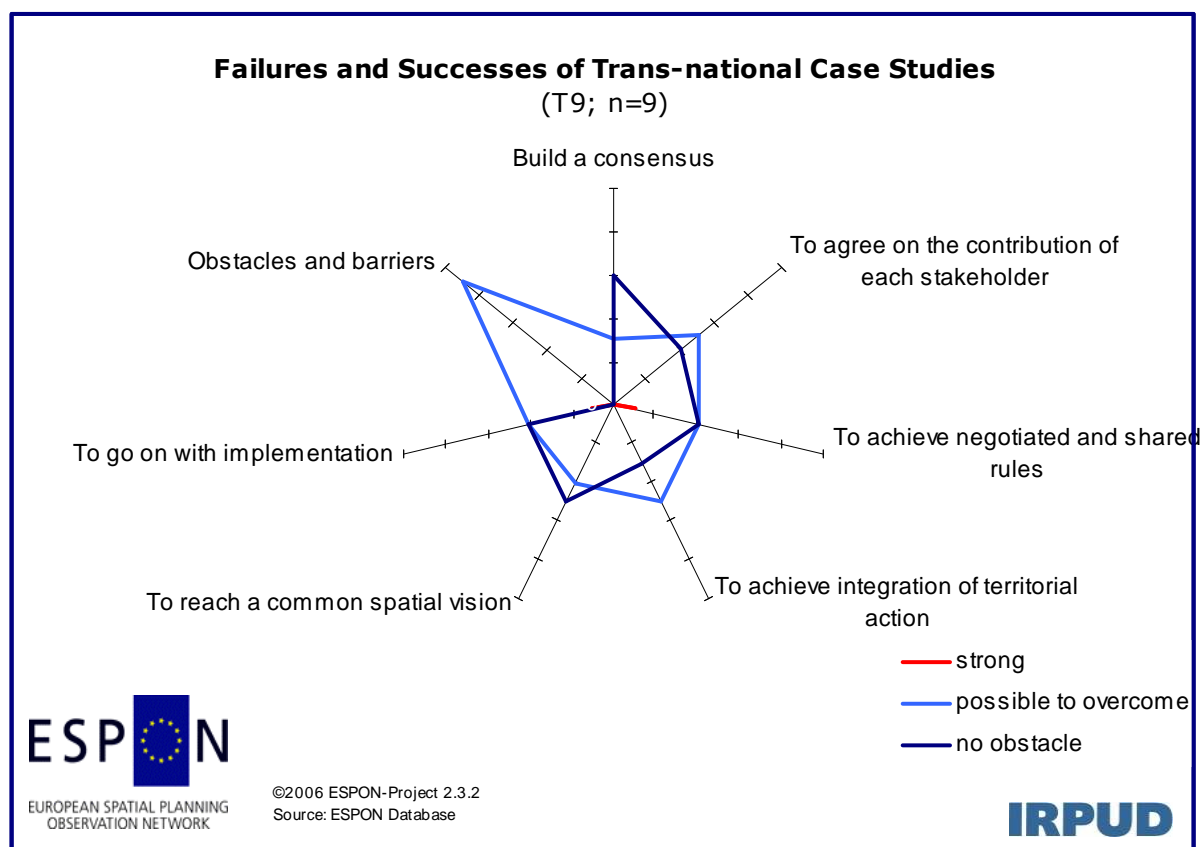 Failures and Successes of Trans-national Case Studies
(T9; n=9)
Build a consensus
To agree on the contribution of
each stakeholder
Obstacles and barriers
To achieve negotiated and shared
rules
To go on with implementation
To achieve integration of territorial
action
To reach a common spatial vision
strong
possible to overcome
no obstacle
ESPON
EUROPEAN SPATIAL PLANNING
OBSERVATION NETWORK
©2006 ESPON-Project 2.3.2
Source: ESPON Database
IRPUD